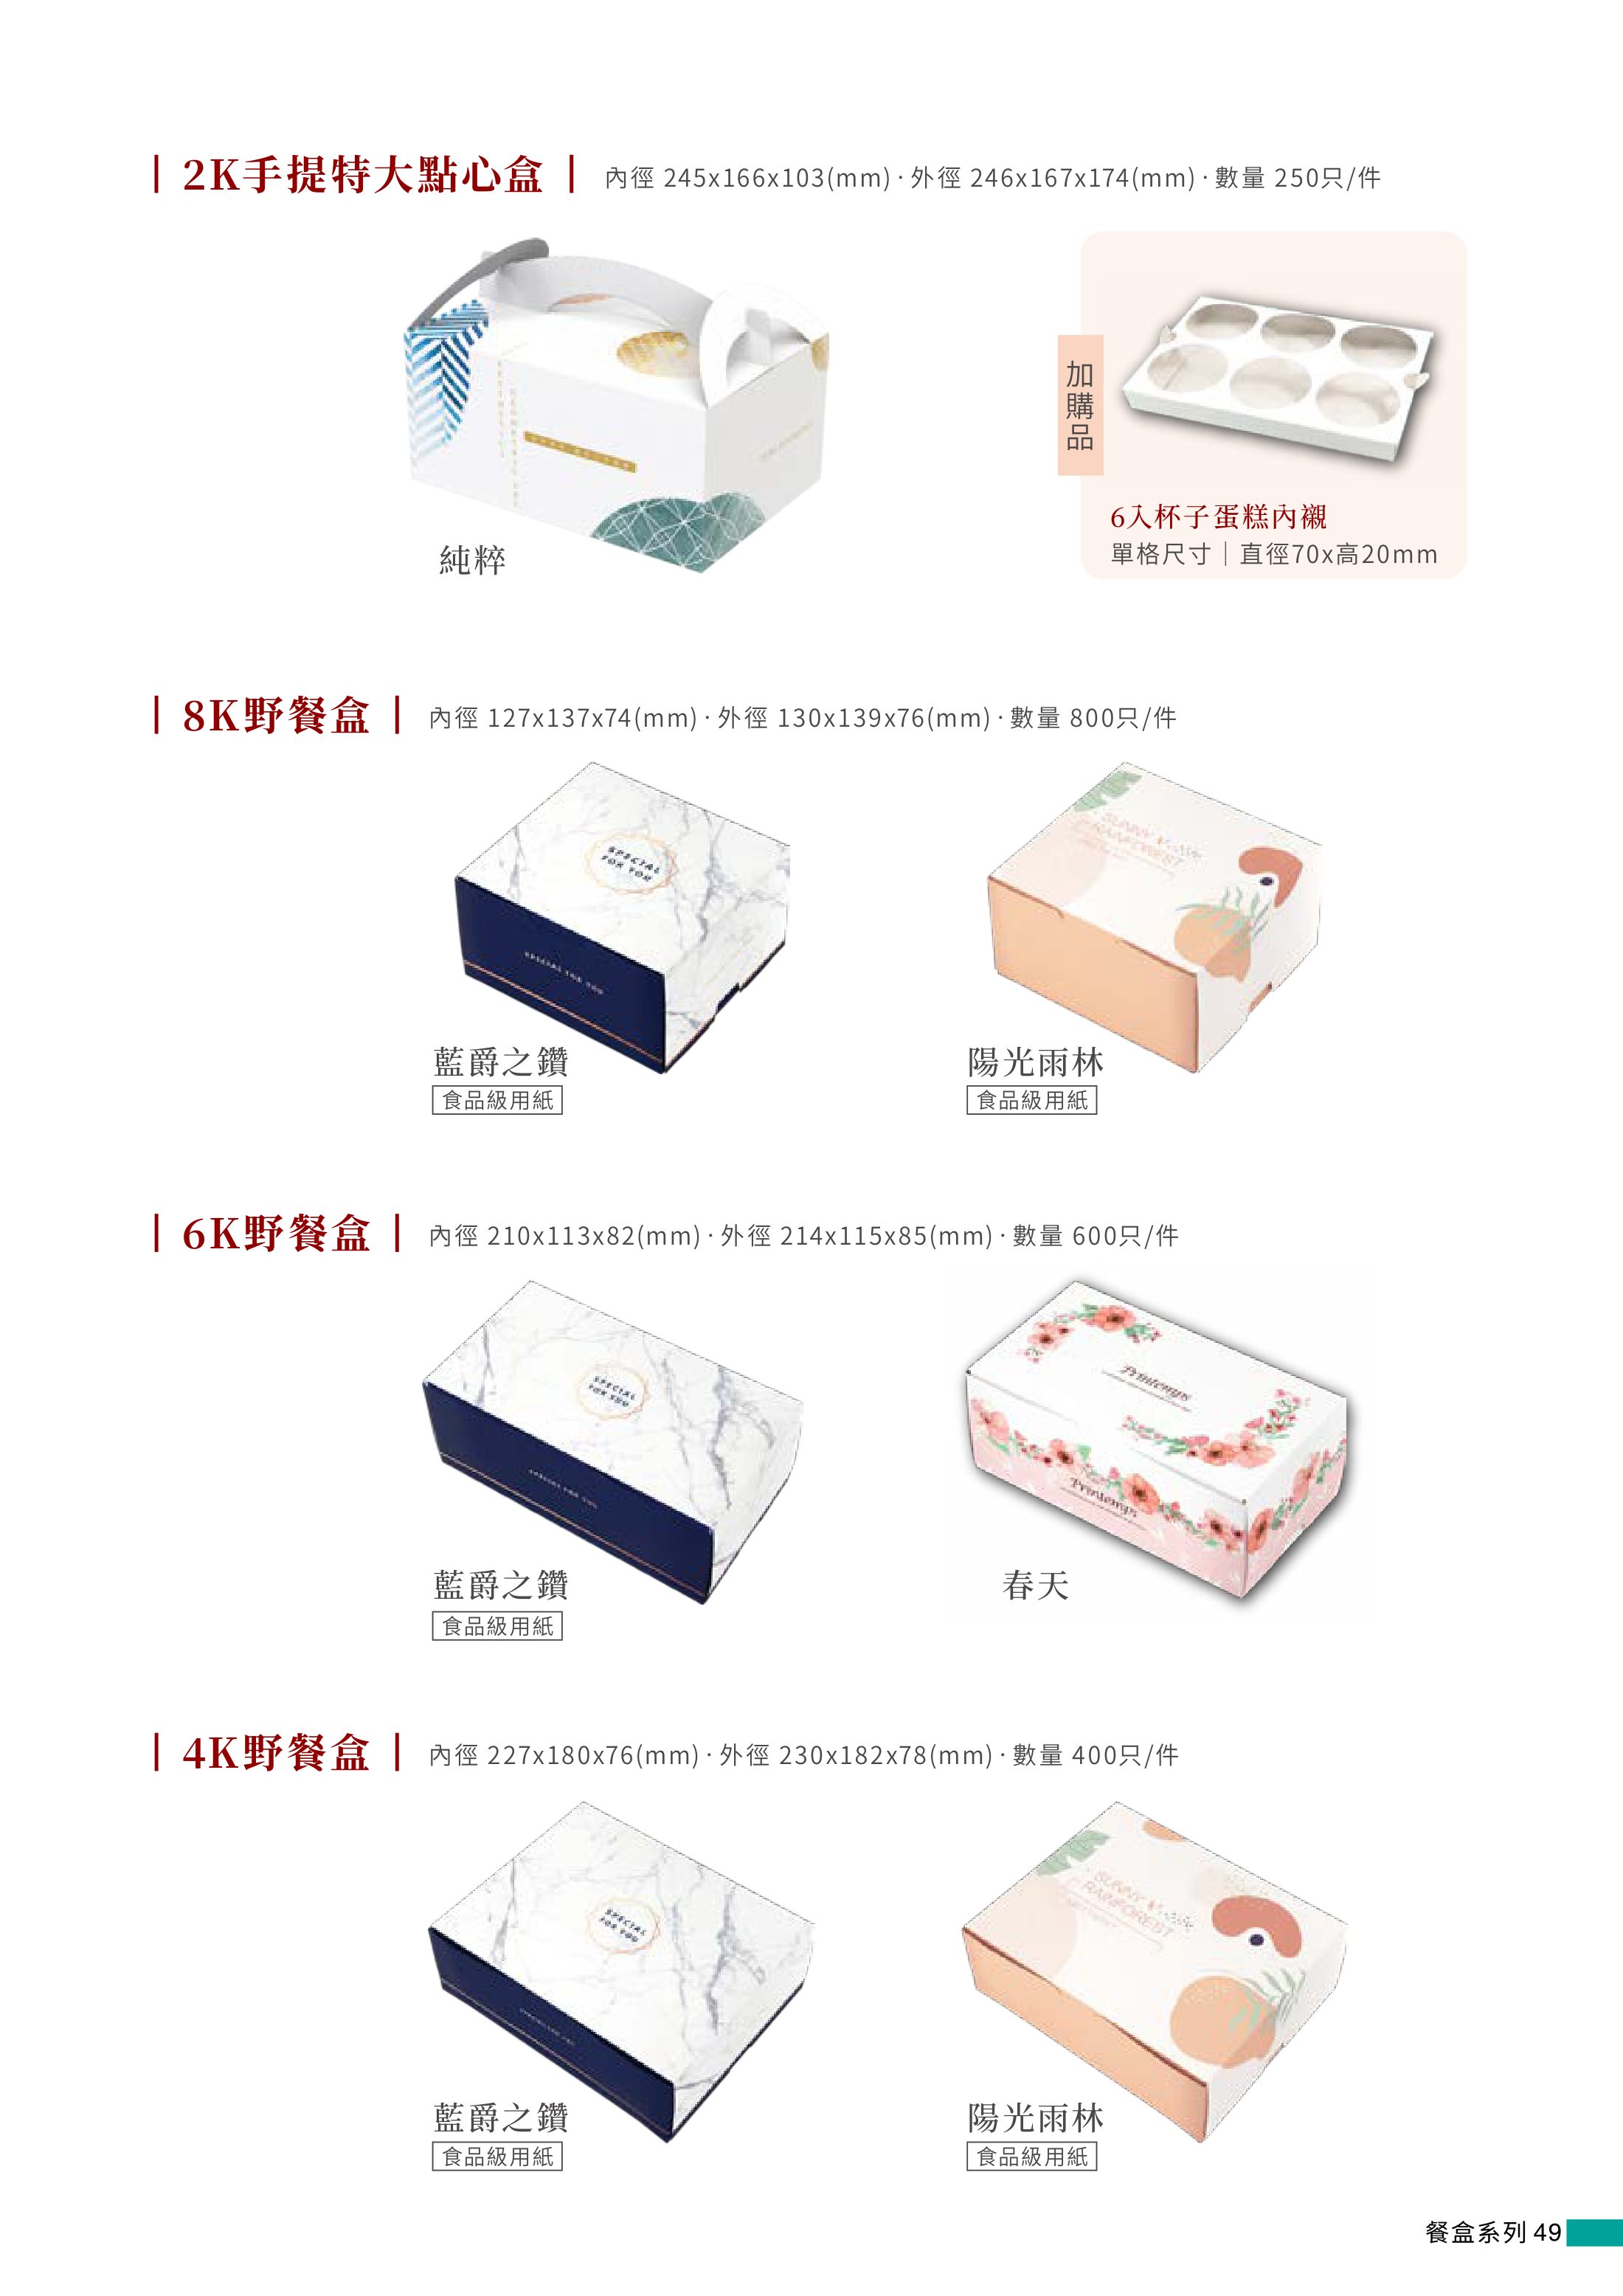 2K手提特大點心盒 內徑 245x166x103(mm)·外徑 246x167x174(mm)·數量 250只/件
加購品
6入杯子蛋糕內襯
單格尺寸｜直徑70x高20mm
純粹
8K野餐盒 內徑 127x137x74(mm)·外徑 130x139x76(mm)·數量 800只/件
SPECIAL
FOR YOU
SPECIAL FOR YOU
SUNNY
RAINFOREST
藍爵之鑽
食品級用紙
陽光雨林
食品級用紙
6K野餐盒 內徑 210x113x82(mm)·外徑 214x115x85(mm)·數量 600只/件
SPECIAL
FOR YOU
SPECIAL FOR YOU
Printemps
Printemps
藍爵之鑽
食品級用紙
春天
4K野餐盒 內徑 227x180x76(mm)·外徑 230x182x78(mm)·數量 400只/件
SPECIAL
FOR YOU
SUNNY
RAINFOREST
藍爵之鑽
食品級用紙
陽光雨林
食品級用紙
餐盒系列 49